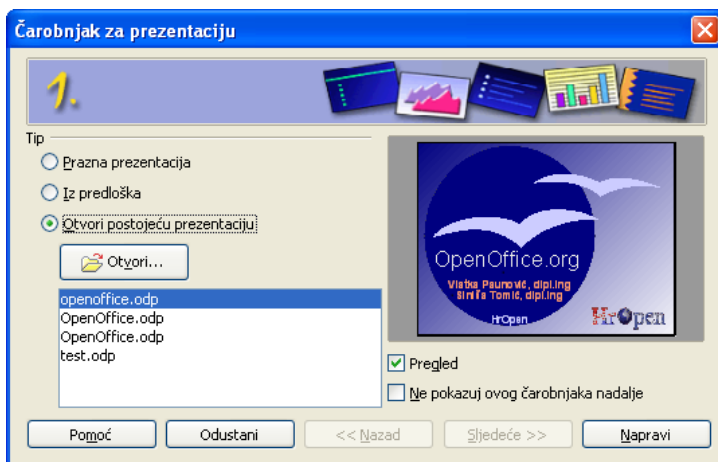 Čarobnjak za prezentaciju
1.
Tip
Prazna prezentacija
Iz predloška
Otvori postojeću prezentaciju
Otvori...
openoffice.odp
OpenOffice.odp
OpenOffice.odp
test.odp
OpenOffice.org
Vlatka Paunović, dipl.ing
Siniša Tomić, dipl.ing
HrOpen
HrOpen
Pregled
Ne pokazuj ovog čarobnjaka nadalje
Pomoć
Odustani
<< Nazad
Sljedeće >>
Napravi